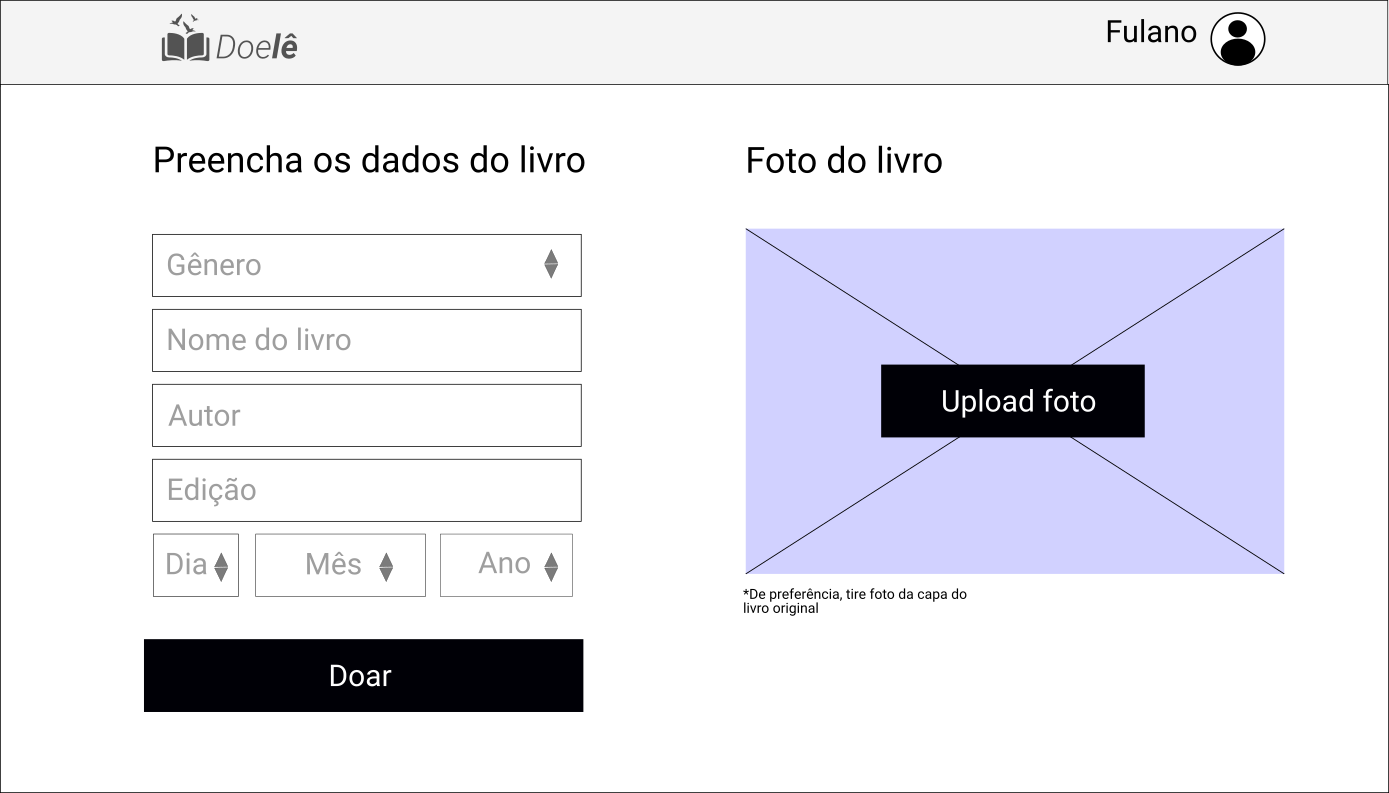 Doelê
Fulano
Preencha os dados do livro
Gênero
Nome do livro
Autor
Edição
Dia
Mês
Ano
Doar
Foto do livro
Upload foto
*De preferência, tire foto da capa do
livro original